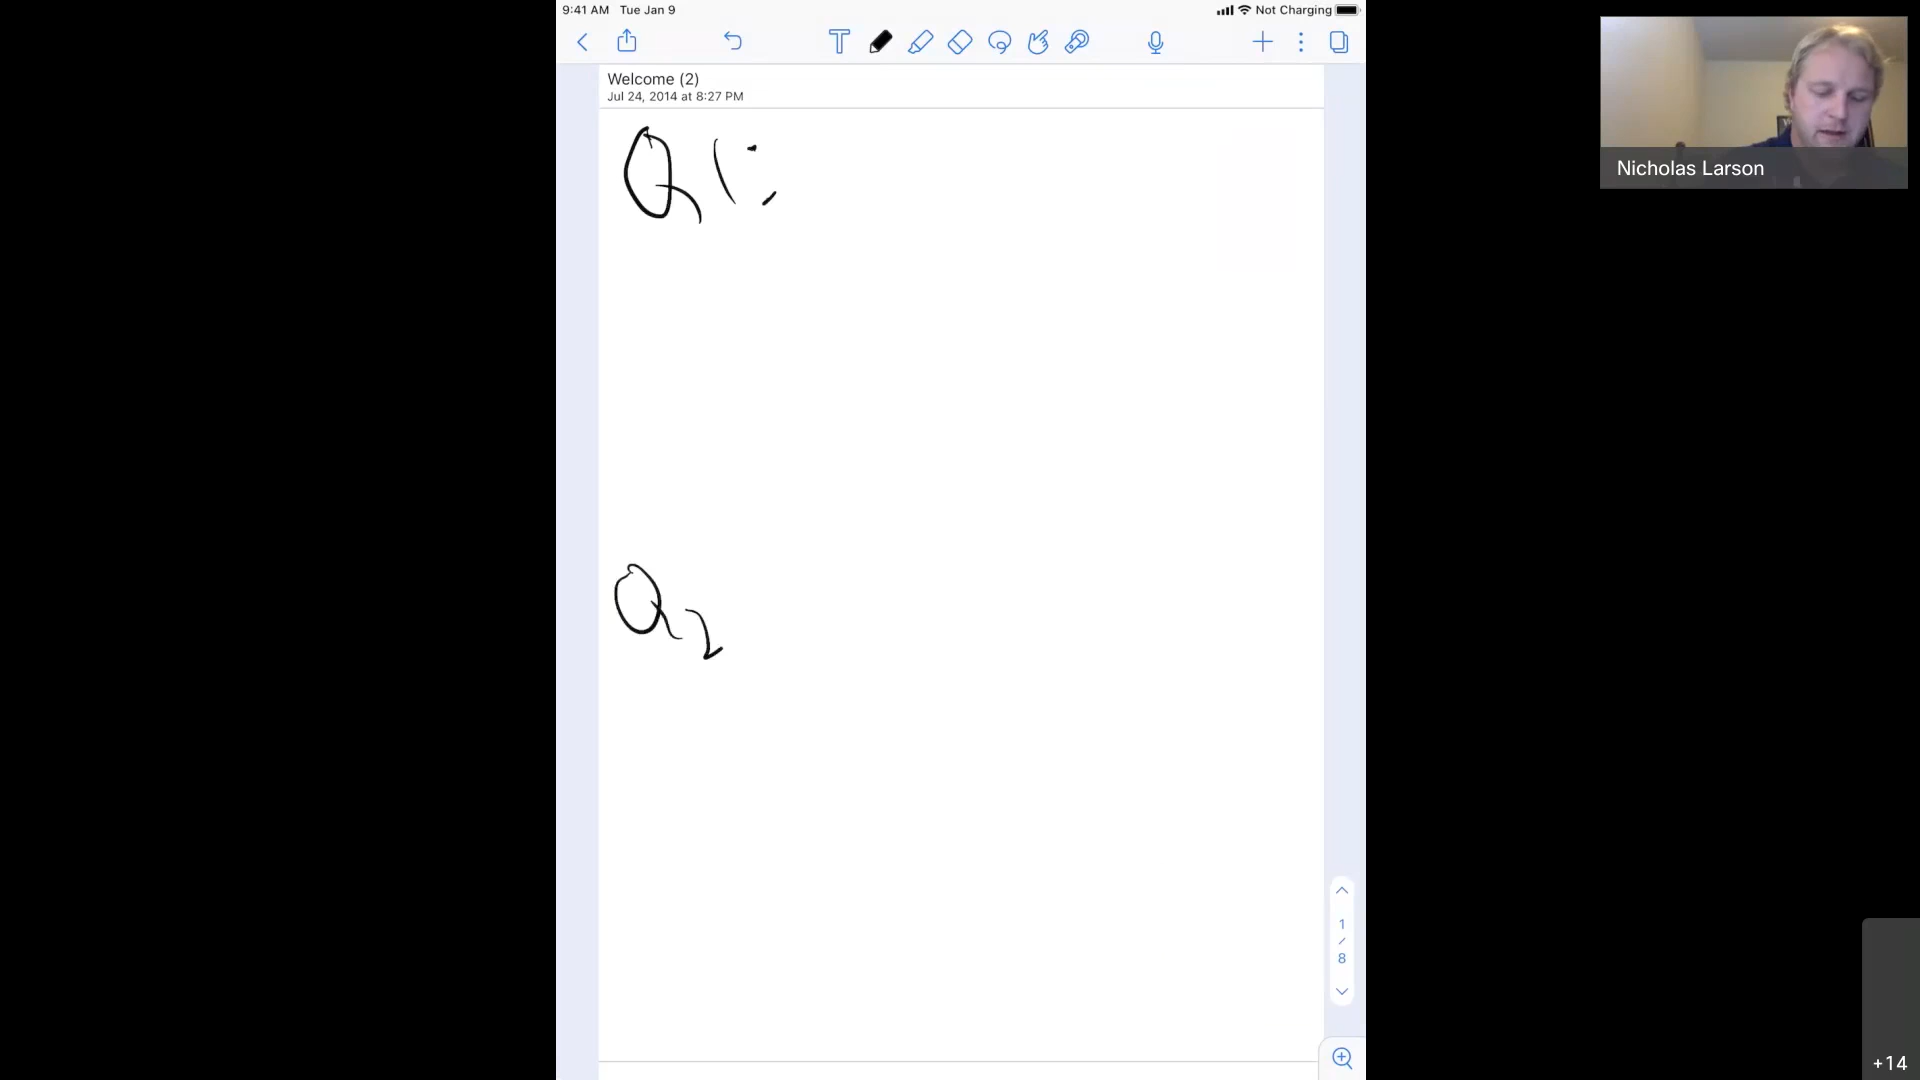 9:41 AM Tue Jan 9
Not Charging
Welcome (2)
Jul 24, 2014 at 8:27 PM
Q1:
Q2
Nicholas Larson
1
/
8
+14